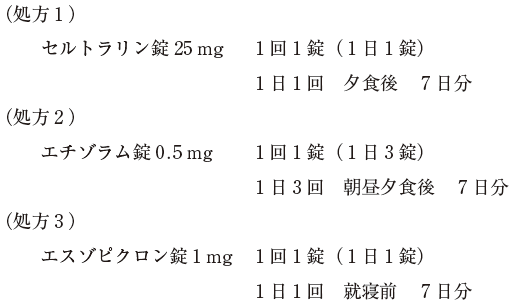 (処方1)
セルトラリン錠 25 mg　1回1錠（1日1錠）
1日1回　夕食後　7日分
(処方2)
エチゾラム錠 0.5 mg　1回1錠（1日3錠）
1日3回　朝昼夕食後　7日分
(処方3)
エスゾピクロン錠 1 mg　1回1錠（1日1錠）
1日1回　就寝前　7日分